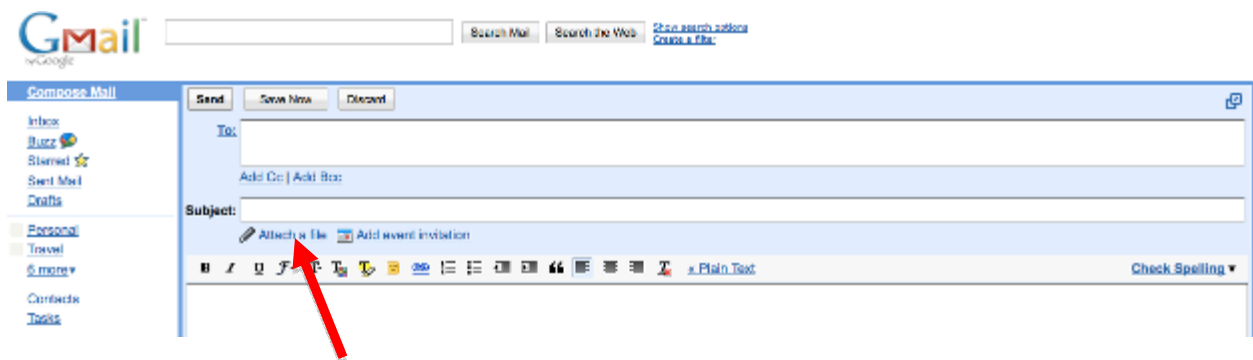 Gmail
by Google
Search Mail Search the Web Show search options
Create a filter
Compose Mail
Inbox
Buzz
Starred
Sent Mail
Drafts
Personal
Travel
6 more▾
Contacts
Tasks
Send Save Now Discard
To:
Add Cc | Add Bcc
Subject:
Attach a file Add event invitation
B I U T « Plain Text Check Spelling ▾